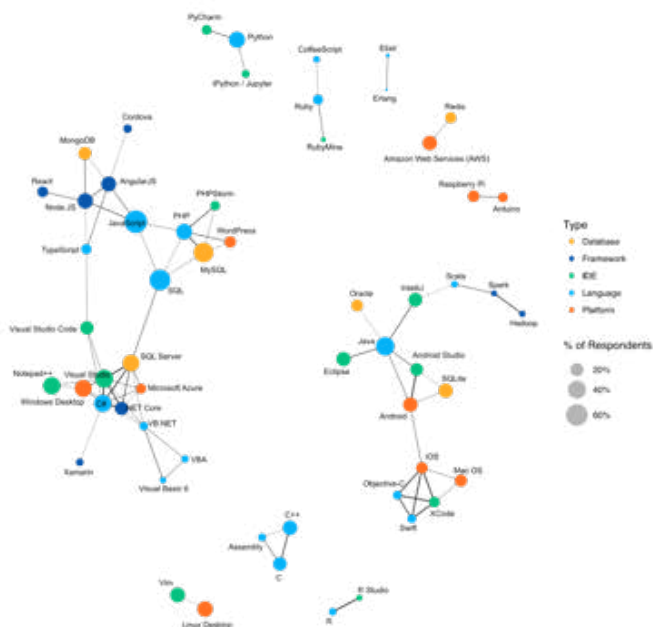 PyCharm
Python
IPython / Jupyter
CoffeeScript
Ruby
RubyMine
Elixir
Erlang
Redis
Amazon Web Services (AWS)
Raspberry Pi
Arduino
Cordova
MongoDB
React
AngularJS
Node.JS
JavaScript
TypeScript
PHPStorm
PHP
WordPress
MySQL
SQL
Visual Studio Code
SQL Server
Notepad++
Visual Studio
Microsoft Azure
Windows Desktop
C#
.NET Core
VB.NET
VBA
Xamarin
Visual Basic 6
Type
Database
Framework
IDE
Language
Platform
% of Respondents
20%
40%
60%
Oracle
IntelliJ
Scala
Spark
Hadoop
Java
Eclipse
Android Studio
SQLite
Android
iOS
Mac OS
Objective-C
XCode
Swift
C++
Assembly
C
Vim
Linux Desktop
R Studio
R